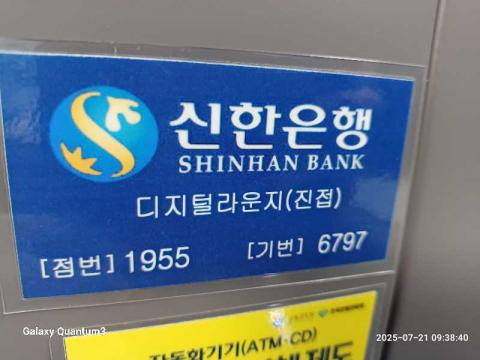 신한은행
SHINHAN BANK
디지털라운지(진접)
[점번] 1955 [기번] 6797
자동화기기(ATM·CD)
Galaxy Quantum3
2025-07-21 09:38:40